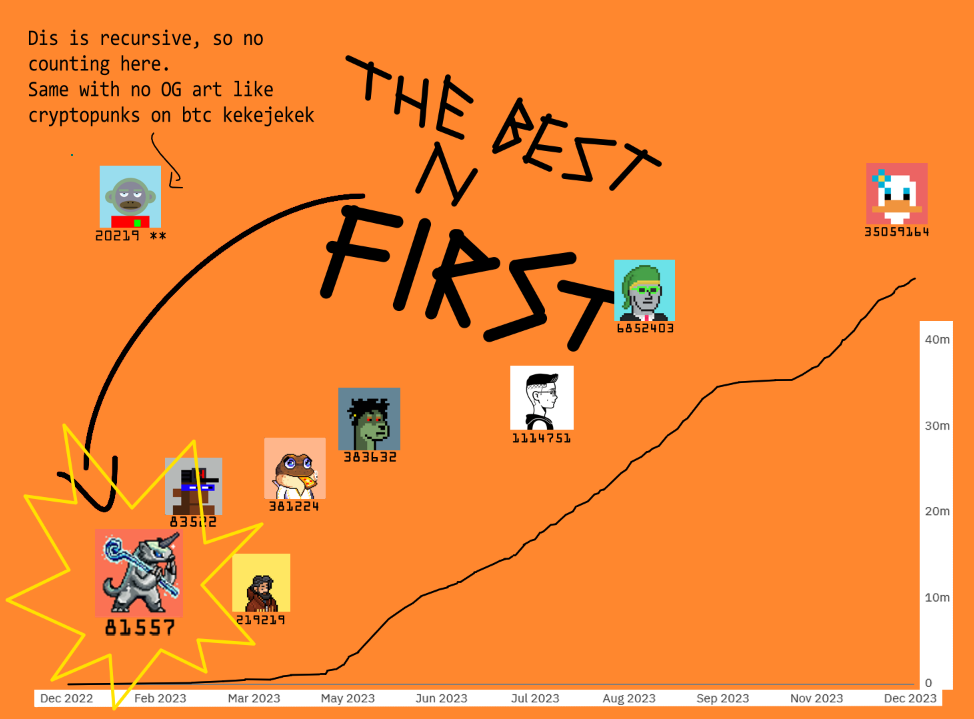 Dis is recursive, so no
counting here.
Same with no OG art like
cryptopunks on btc kekejekek
THE BEST
N
FIRST
20219 **
35059164
6852403
1114751
383632
381224
83522
81557
219219
40m
30m
20m
10m
0
Dec 2022 Feb 2023 Mar 2023 May 2023 Jun 2023 Jul 2023 Aug 2023 Sep 2023 Nov 2023 Dec 2023